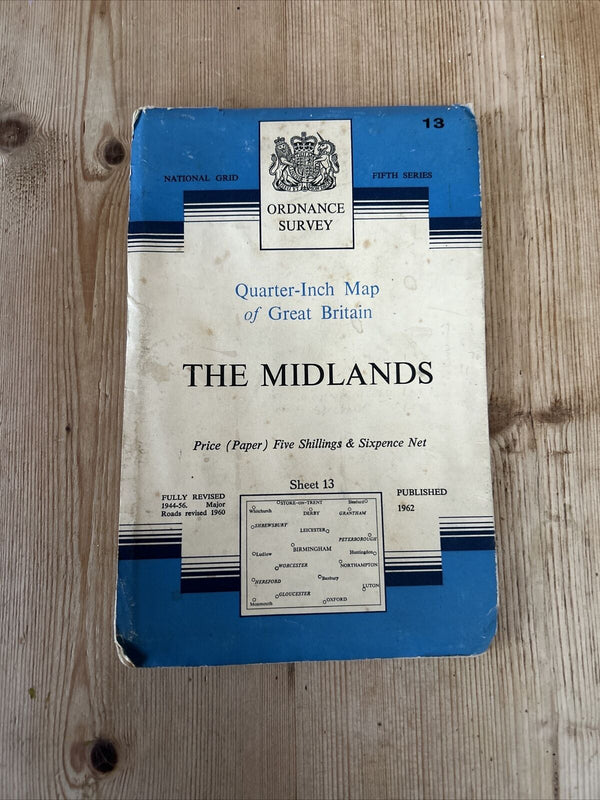 13
NATIONAL GRID
FIFTH SERIES
ORDNANCE
SURVEY
Quarter-Inch Map
of Great Britain
THE MIDLANDS
Price (Paper) Five Shillings & Sixpence Net
Sheet 13
FULLY REVISED
1944-56. Major
Roads revised 1960
PUBLISHED
1962
STORE-ON-TRENT
Whitchurch
DERBY
GRANTHAM
SHREWSBURY
LEICESTER
PETERBOROUGH
BIRMINGHAM
Ludlow
Huntingdon
WORCESTER
NORTHAMPTON
HEREFORD
Banbury
LUTON
GLOUCESTER
Monmouth
OXFORD